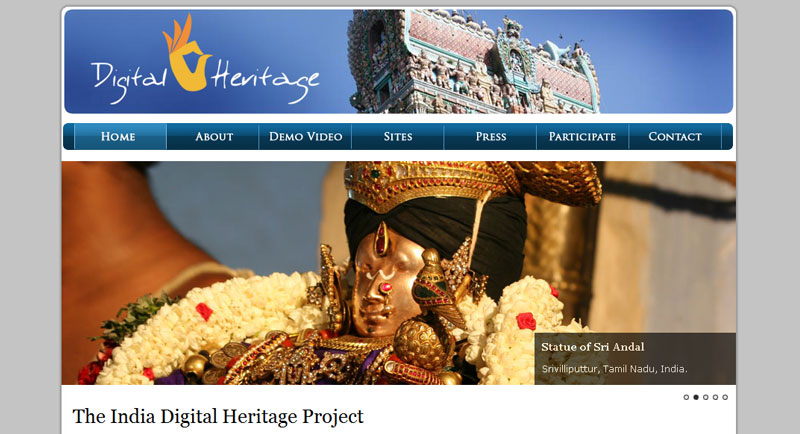 Digital Heritage
Home About Demo Video Sites Press Participate Contact
Statue of Sri Andal
Srivilliputtur, Tamil Nadu, India.
The India Digital Heritage Project